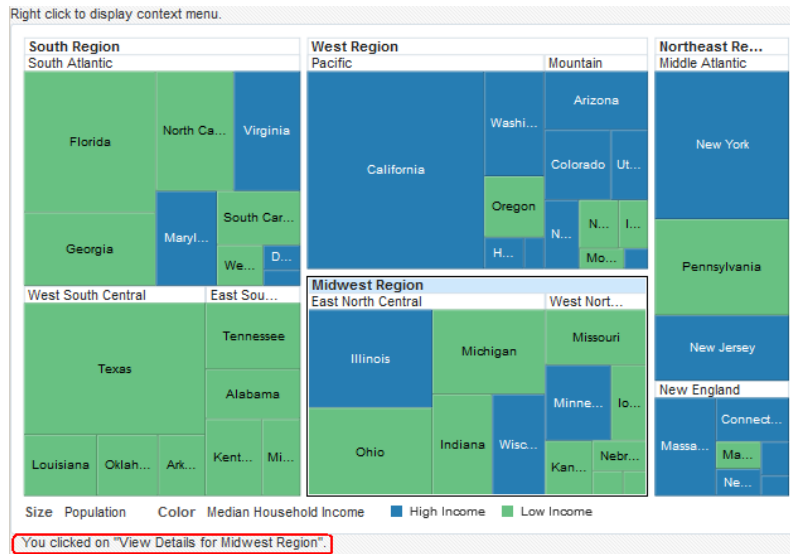 Right click to display context menu.
South Region
South Atlantic
Florida
North Ca...
Virginia
Georgia
Maryl...
South Car...
We...
D...
West South Central
East Sou...
Texas
Tennessee
Alabama
Louisiana
Oklah...
Ark...
Kent...
Mi...
West Region
Pacific
Mountain
California
Washi...
Oregon
H...
Arizona
Colorado
Ut...
N...
N...
I...
Mo...
Midwest Region
East North Central
West Nort...
Illinois
Michigan
Ohio
Indiana
Wisc...
Missouri
Minne...
Io...
Kan...
Nebr...
Northeast Re...
Middle Atlantic
New York
Pennsylvania
New Jersey
New England
Massa...
Connect...
Ma...
Ne...
Size Population Color Median Household Income High Income Low Income
You clicked on "View Details for Midwest Region".